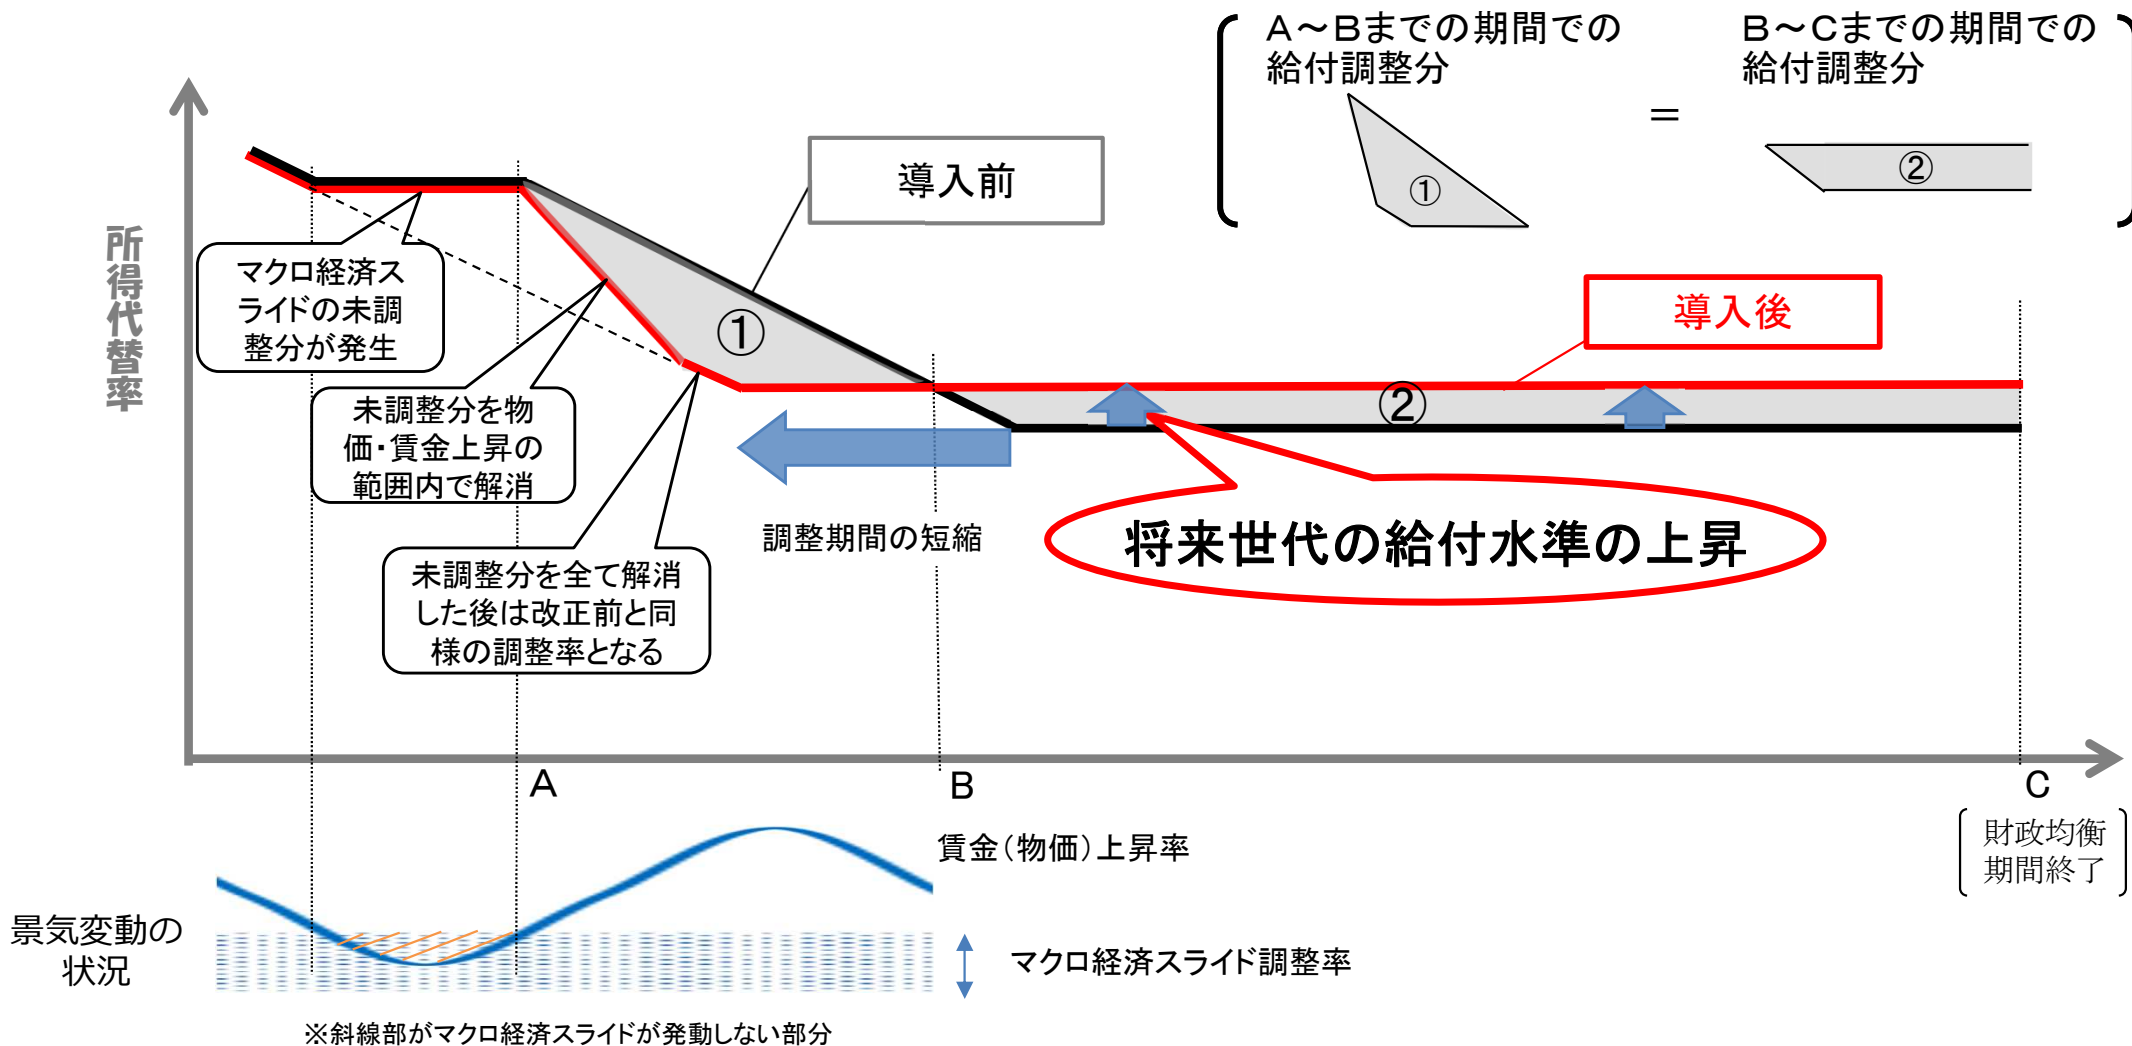 A～Bまでの期間での
給付調整分
＝
B～Cまでの期間での
給付調整分
①
②
所得代替率
導入前
導入後
マクロ経済ス
ライドの未調
整分が発生
①
②
未調整分を物
価・賃金上昇の
範囲内で解消
調整期間の短縮
将来世代の給付水準の上昇
未調整分を全て解消
した後は改正前と同
様の調整率となる
A
B
C
財政均衡
期間終了
賃金（物価）上昇率
景気変動の
状況
マクロ経済スライド調整率
※斜線部がマクロ経済スライドが発動しない部分